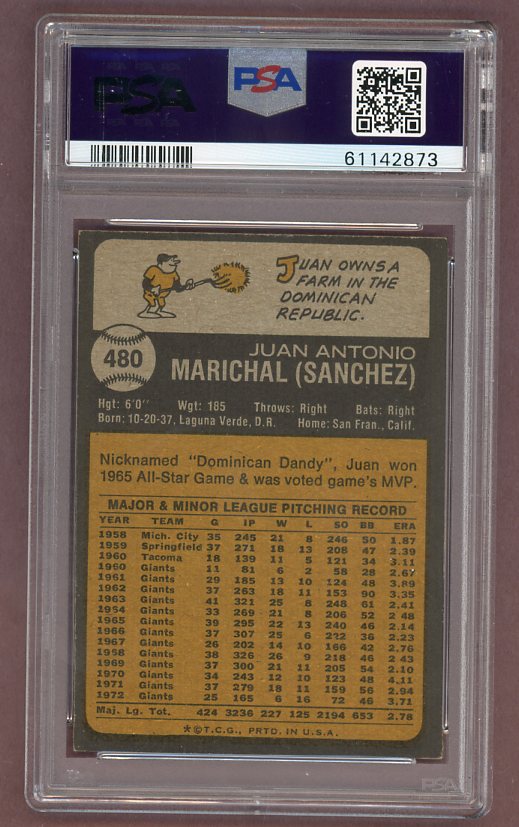 PSA
PSA
61142873
JUAN OWNS A
FARM IN THE
DOMINICAN
REPUBLIC.
480
JUAN ANTONIO
MARICHAL (SANCHEZ)
Hgt: 6'0" Wgt: 185 Throws: Right Bats: Right
Born: 10-20-37, Laguna Verde, D.R. Home: San Fran., Calif.
Nicknamed "Dominican Dandy", Juan won
1965 All-Star Game & was voted game's MVP.
MAJOR & MINOR LEAGUE PITCHING RECORD
YEAR TEAM G IP W L SO BB ERA
1958 Mich. City 35 245 21 8 246 50 1.87
1959 Springfield 37 271 18 13 208 47 2.39
1960 Tacoma 18 139 11 5 121 34 3.11
1960 Giants 11 81 6 2 58 28 2.67
1961 Giants 29 185 13 10 124 48 3.89
1962 Giants 37 263 18 11 153 90 3.35
1963 Giants 41 321 25 8 248 61 2.41
1964 Giants 33 269 21 8 206 52 2.48
1965 Giants 39 295 22 13 240 46 2.14
1966 Giants 37 307 25 6 222 36 2.23
1967 Giants 26 202 14 10 166 42 2.76
1968 Giants 38 326 26 9 218 46 2.43
1969 Giants 37 300 21 11 205 54 2.10
1970 Giants 34 243 12 10 123 48 4.11
1971 Giants 37 279 18 11 159 56 2.94
1972 Giants 25 165 6 16 72 46 3.71
Maj. Lg. Tot. 424 3236 227 125 2194 653 2.78
*©T.C.G., PRTD. IN U.S.A.
PSA